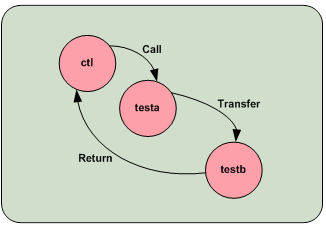 ctl
Call
testa
Transfer
testb
Return